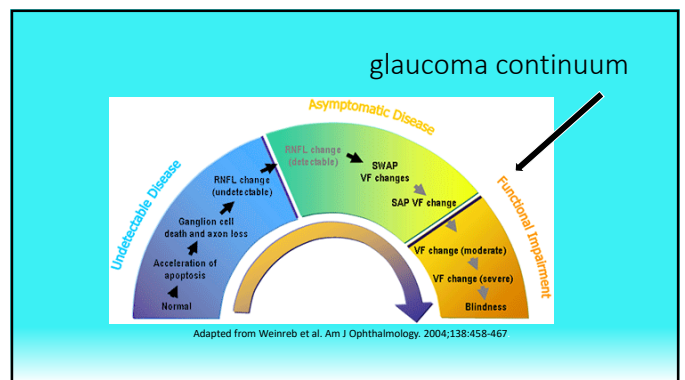 glaucoma continuum
Undetectable Disease
Asymptomatic Disease
Functional Impairment
Normal
Acceleration of
apoptosis
Ganglion cell
death and axon loss
RNFL change
(undetectable)
RNFL change
(detectable)
SWAP
VF changes
SAP VF change
VF change (moderate)
VF change (severe)
Blindness
Adapted from Weinreb et al. Am J Ophthalmology. 2004;138:458-467